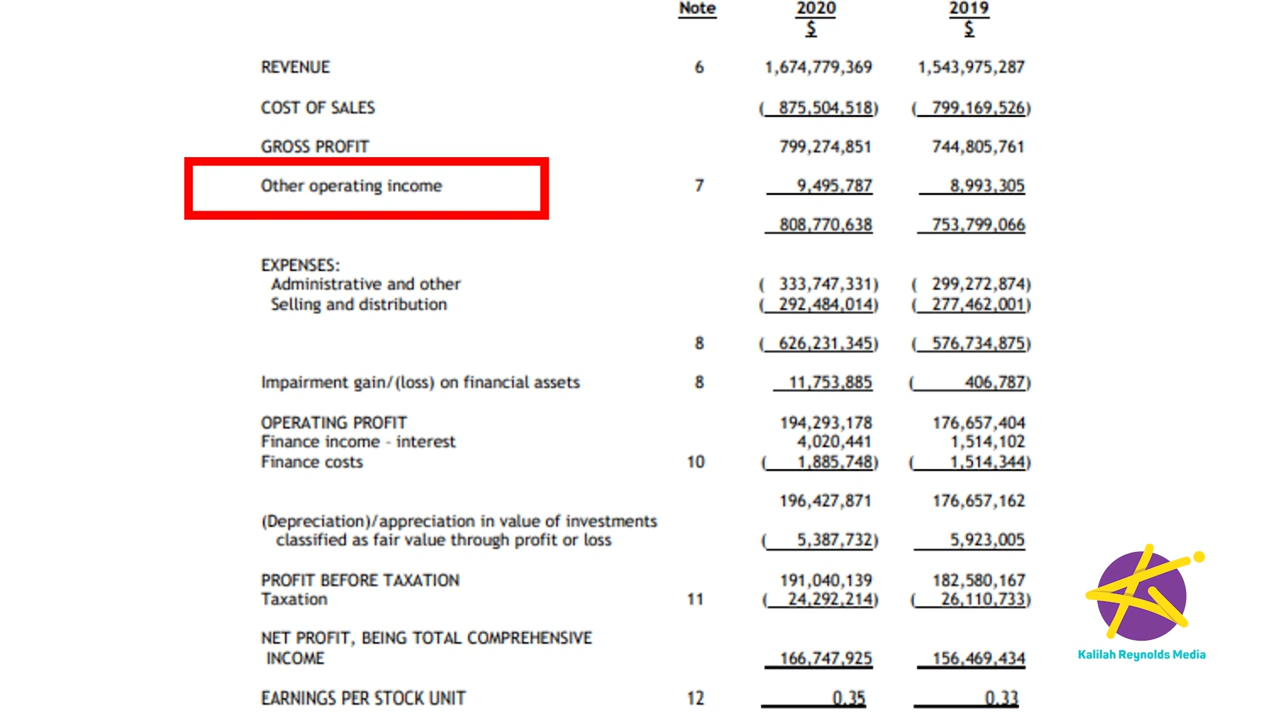 Note 2020 2019
$ $
REVENUE 6 1,674,779,369 1,543,975,287
COST OF SALES ( 875,504,518) ( 799,169,526)
GROSS PROFIT 799,274,851 744,805,761
Other operating income 7 9,495,787 8,993,305
808,770,638 753,799,066
EXPENSES:
Administrative and other ( 333,747,331) ( 299,272,874)
Selling and distribution ( 292,484,014) ( 277,462,001)
8 ( 626,231,345) ( 576,734,875)
Impairment gain/(loss) on financial assets 8 11,753,885 ( 406,787)
OPERATING PROFIT 194,293,178 176,657,404
Finance income – interest 4,020,441 1,514,102
Finance costs 10 ( 1,885,748) ( 1,514,344)
196,427,871 176,657,162
(Depreciation)/appreciation in value of investments
classified as fair value through profit or loss ( 5,387,732) 5,923,005
PROFIT BEFORE TAXATION 191,040,139 182,580,167
Taxation 11 ( 24,292,214) ( 26,110,733)
NET PROFIT, BEING TOTAL COMPREHENSIVE
INCOME 166,747,925 156,469,434
EARNINGS PER STOCK UNIT 12 0.35 0.33
Kalilah Reynolds Media